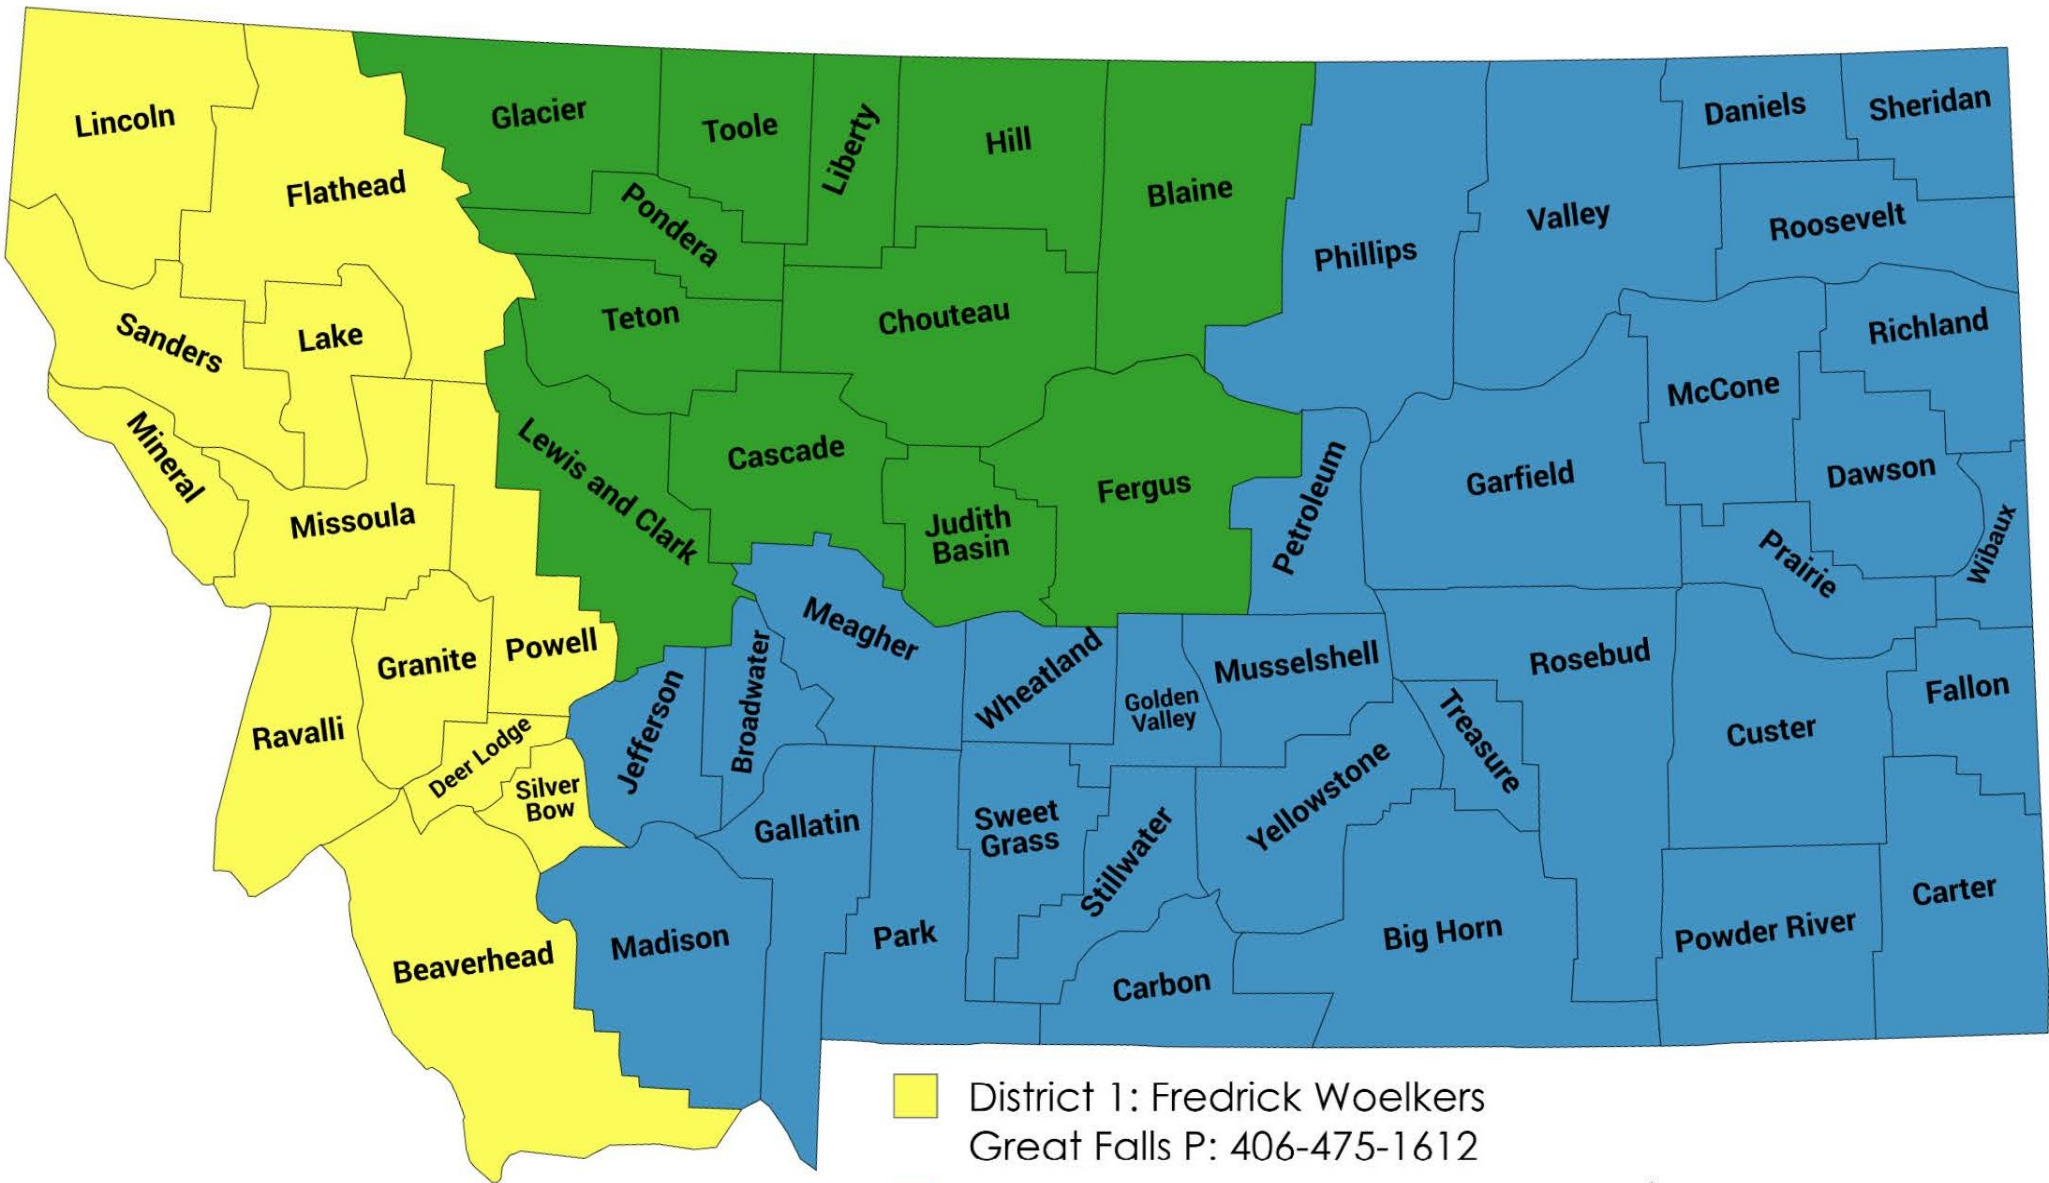 Lincoln
Flathead
Glacier
Toole
Liberty
Hill
Blaine
Phillips
Valley
Daniels
Sheridan
Roosevelt
Pondera
Teton
Chouteau
Sanders
Lake
Richland
McCone
Mineral
Missoula
Lewis and Clark
Cascade
Judith
Basin
Fergus
Petroleum
Garfield
Dawson
Prairie
Wibaux
Ravalli
Granite
Powell
Meagher
Broadwater
Jefferson
Wheatland
Golden
Valley
Musselshell
Treasure
Rosebud
Custer
Fallon
Deer Lodge
Silver
Bow
Gallatin
Sweet
Grass
Stillwater
Yellowstone
Beaverhead
Madison
Park
Carbon
Big Horn
Powder River
Carter
District 1: Fredrick Woelkers
Great Falls P: 406-475-1612